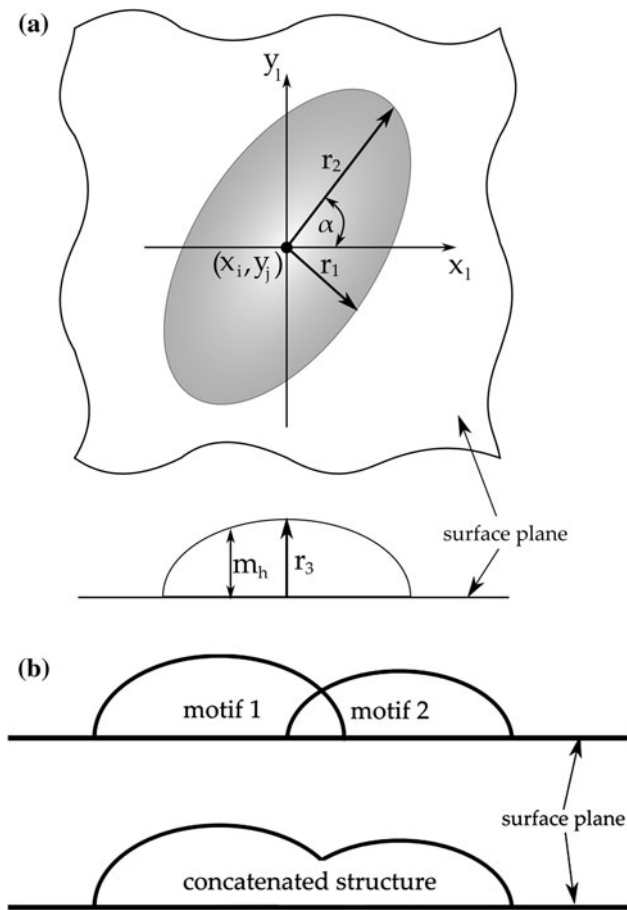 (a)
y₁
r₂
α
(xᵢ, yⱼ)
r₁
x₁
surface plane
mₕ
r₃
(b)
motif 1
motif 2
surface plane
concatenated structure